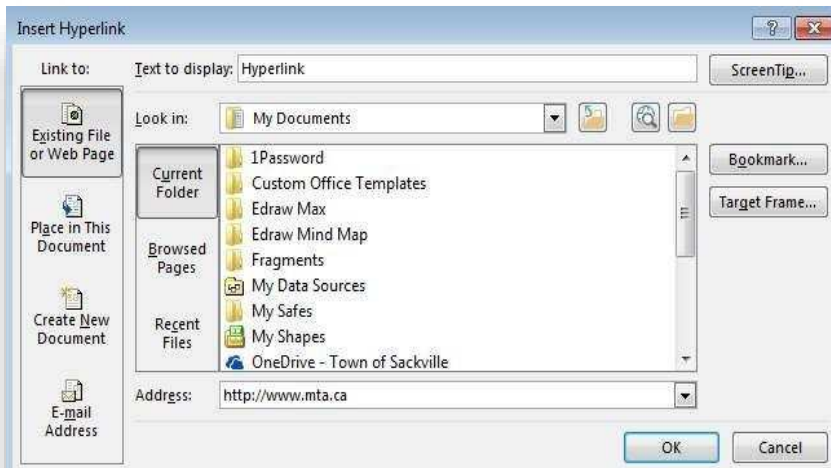 Insert Hyperlink
Link to:
Text to display: Hyperlink
ScreenTip...
Existing File
or Web Page
Look in: My Documents
Place in This
Document
Create New
Document
E-mail
Address
Current
Folder
Browsed
Pages
Recent
Files
1Password
Custom Office Templates
Edraw Max
Edraw Mind Map
Fragments
My Data Sources
My Safes
My Shapes
OneDrive - Town of Sackville
Bookmark...
Target Frame...
Address: http://www.mta.ca
OK Cancel